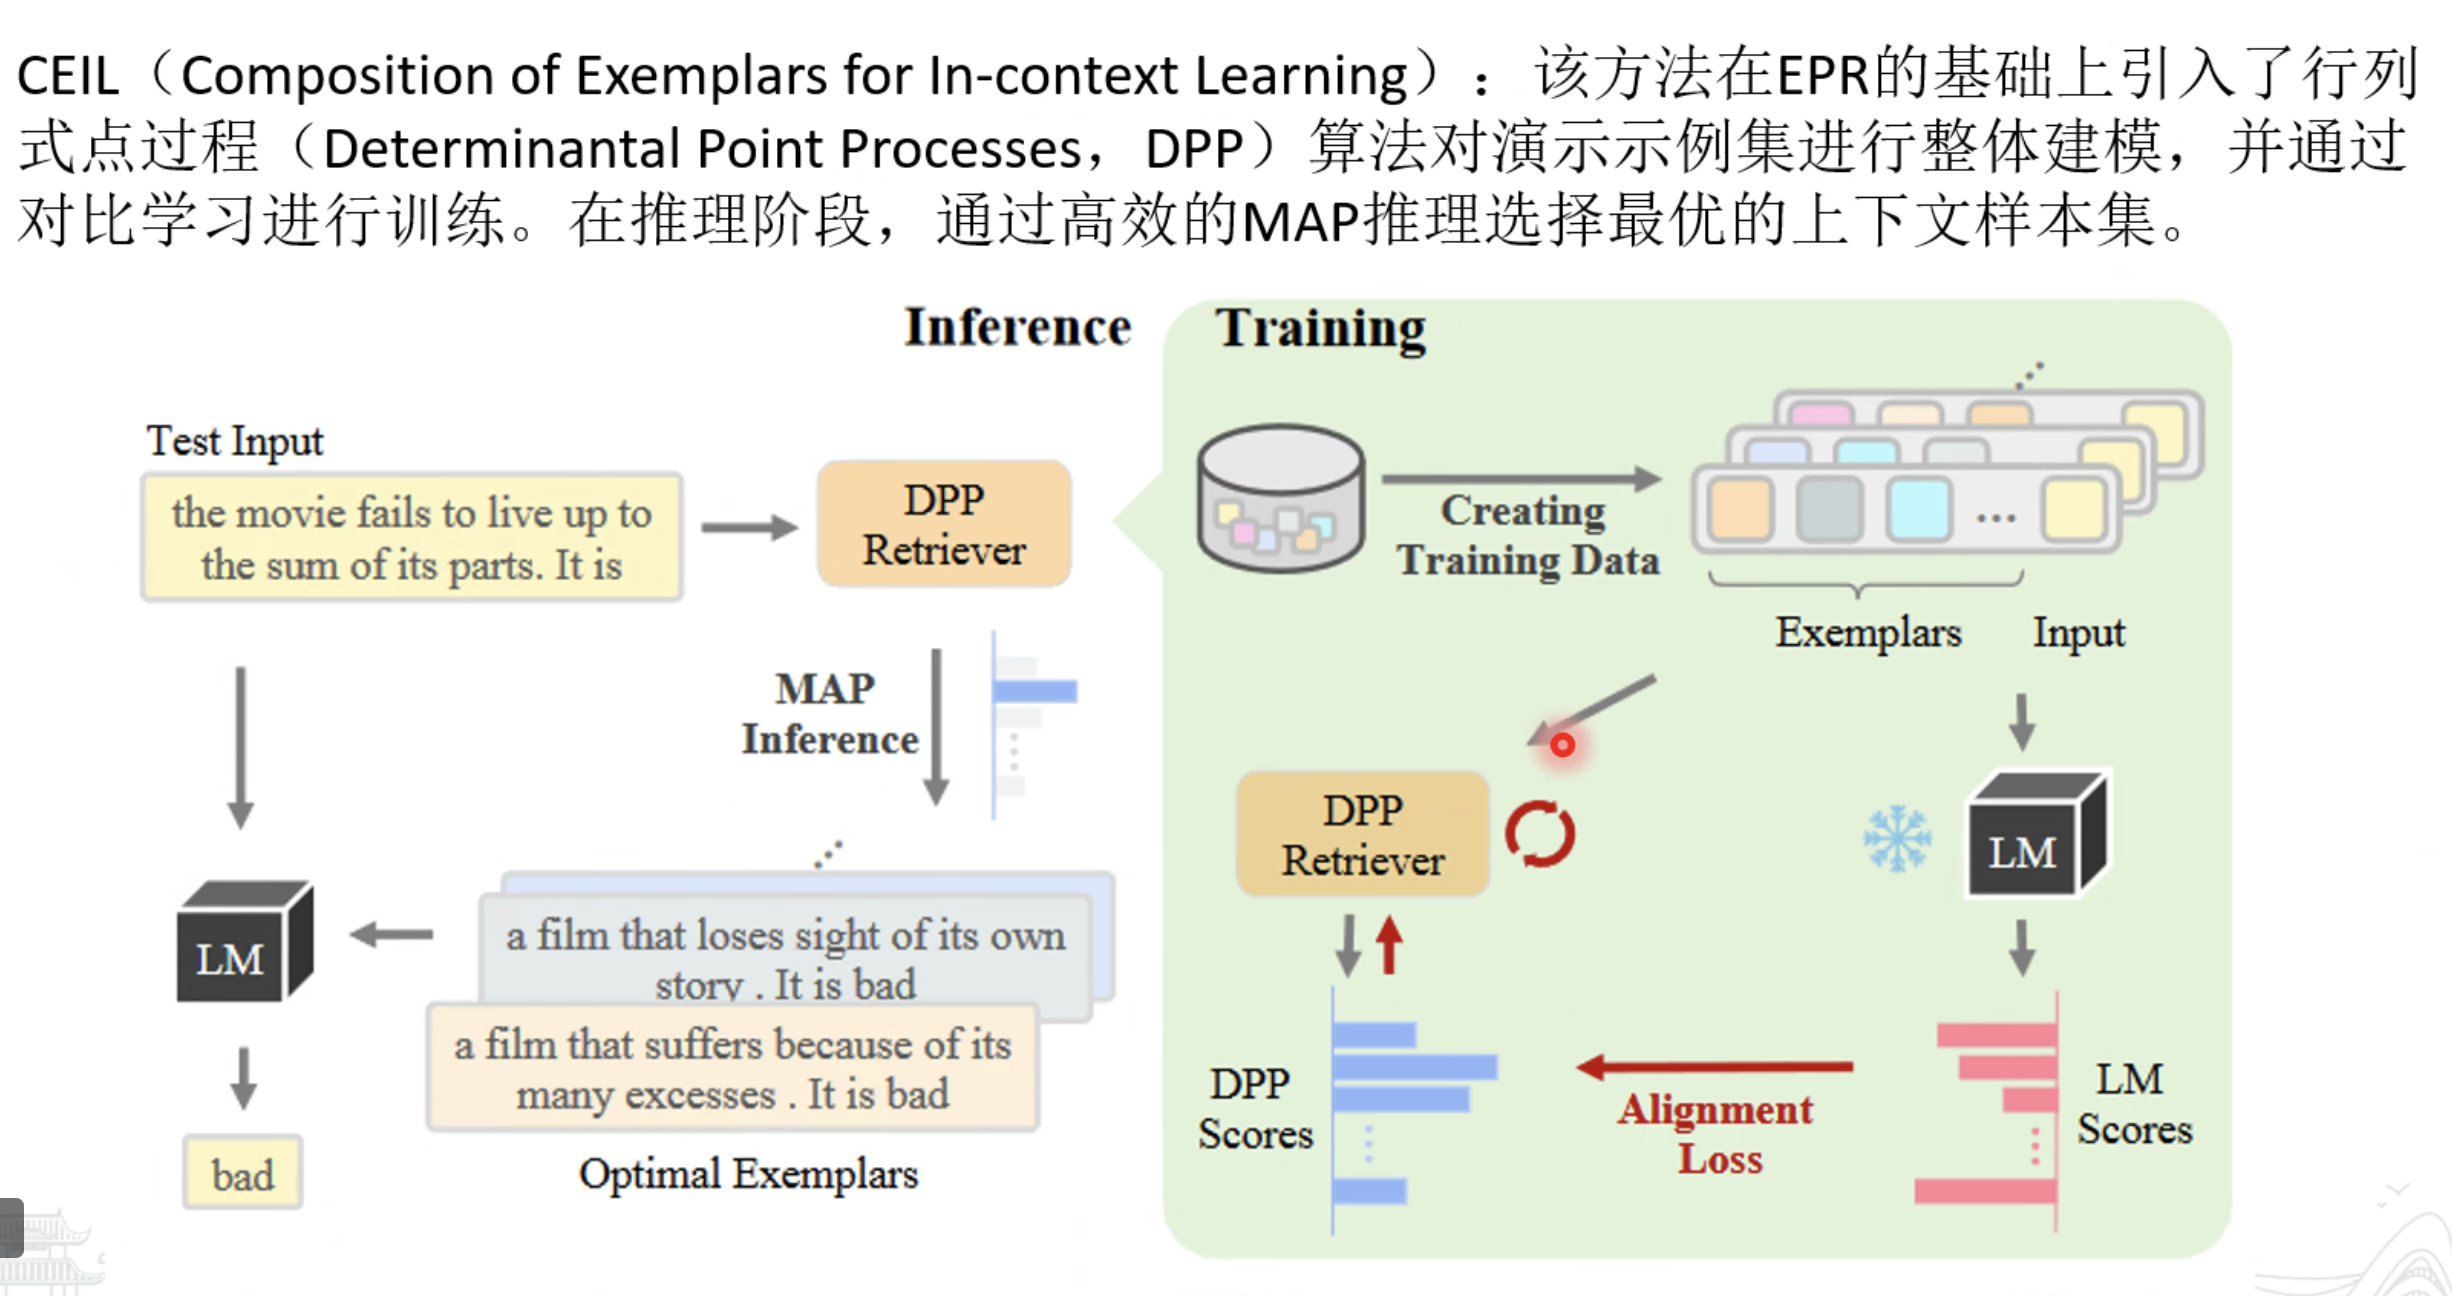 CEIL（Composition of Exemplars for In-context Learning）：该方法在EPR的基础上引入了行列
式点过程（Determinantal Point Processes，DPP）算法对演示示例集进行整体建模，并通过
对比学习进行训练。在推理阶段，通过高效的MAP推理选择最优的上下文样本集。
Inference
Test Input
the movie fails to live up to
the sum of its parts. It is
DPP
Retriever
MAP
Inference
LM
a film that loses sight of its own
story . It is bad
a film that suffers because of its
many excesses . It is bad
bad
Optimal Exemplars
Training
Creating
Training Data
...
Exemplars
Input
DPP
Retriever
LM
DPP
Scores
Alignment
Loss
LM
Scores